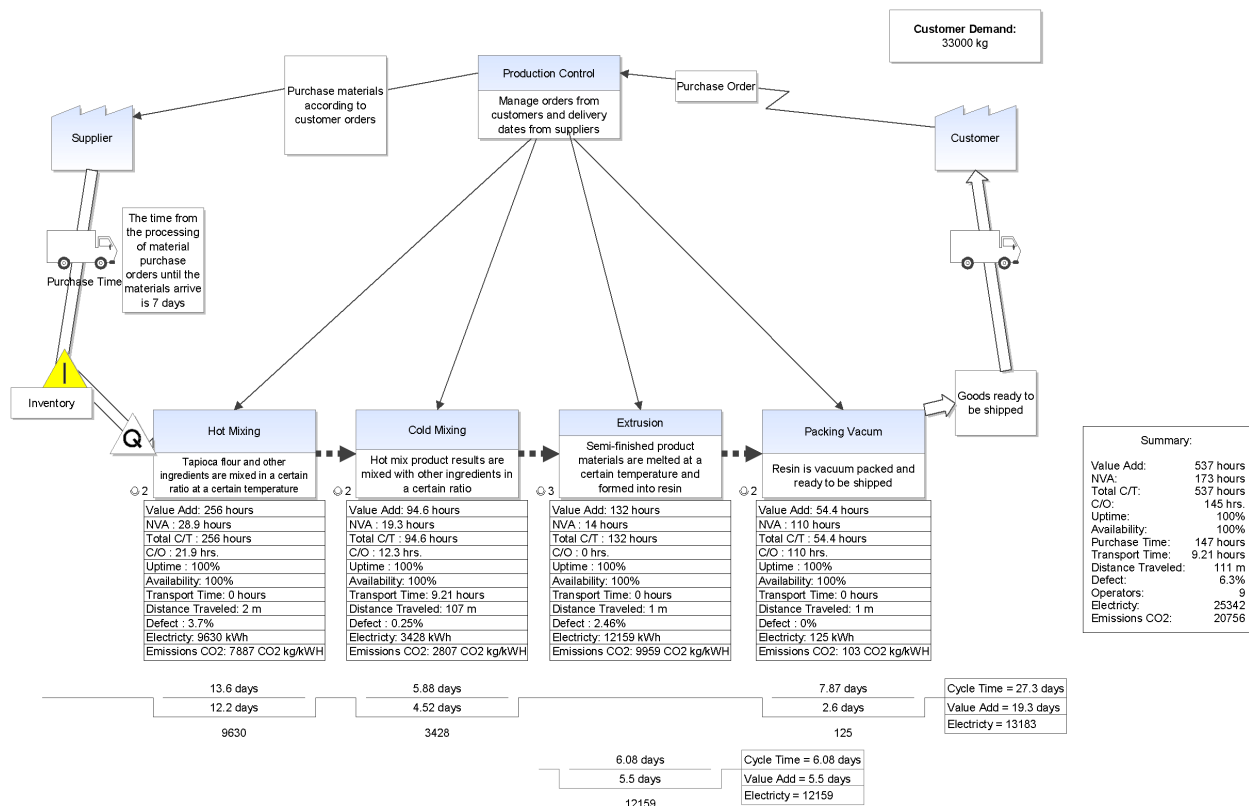 Customer Demand:
33000 kg
Production Control
Manage orders from
customers and delivery
dates from suppliers
Purchase materials
according to
customer orders
Purchase Order
Supplier
Customer
The time from
the processing
of material
purchase
orders until the
materials arrive
is 7 days
Purchase Time
I
Inventory
Q
Goods ready to
be shipped
Hot Mixing
Tapioca flour and other
ingredients are mixed in a certain
ratio at a certain temperature
2
Value Add: 256 hours
NVA : 28.9 hours
Total C/T : 256 hours
C/O : 21.9 hrs.
Uptime : 100%
Availability: 100%
Transport Time: 0 hours
Distance Traveled: 2 m
Defect : 3.7%
Electricty: 9630 kWh
Emissions CO2: 7887 CO2 kg/kWH
Cold Mixing
Hot mix product results are
mixed with other ingredients in
a certain ratio
2
Value Add: 94.6 hours
NVA : 19.3 hours
Total C/T : 94.6 hours
C/O : 12.3 hrs.
Uptime : 100%
Availability: 100%
Transport Time: 9.21 hours
Distance Traveled: 107 m
Defect : 0.25%
Electricty: 3428 kWh
Emissions CO2: 2807 CO2 kg/kWH
Extrusion
Semi-finished product
materials are melted at a
certain temperature and
formed into resin
3
Value Add: 132 hours
NVA : 14 hours
Total C/T : 132 hours
C/O : 0 hrs.
Uptime : 100%
Availability: 100%
Transport Time: 0 hours
Distance Traveled: 1 m
Defect : 2.46%
Electricty: 12159 kWh
Emissions CO2: 9959 CO2 kg/kWH
Packing Vacum
Resin is vacuum packed and
ready to be shipped
2
Value Add: 54.4 hours
NVA : 110 hours
Total C/T : 54.4 hours
C/O : 110 hrs.
Uptime : 100%
Availability: 100%
Transport Time: 0 hours
Distance Traveled: 1 m
Defect : 0%
Electricty: 125 kWh
Emissions CO2: 103 CO2 kg/kWH
Summary:
Value Add: 537 hours
NVA: 173 hours
Total C/T: 537 hours
C/O: 145 hrs.
Uptime: 100%
Availability: 100%
Purchase Time: 147 hours
Transport Time: 9.21 hours
Distance Traveled: 111 m
Defect: 6.3%
Operators: 9
Electricty: 25342
Emissions CO2: 20756
13.6 days
12.2 days
9630
5.88 days
4.52 days
3428
7.87 days
2.6 days
125
Cycle Time = 27.3 days
Value Add = 19.3 days
Electricty = 13183
6.08 days
5.5 days
12159
Cycle Time = 6.08 days
Value Add = 5.5 days
Electricty = 12159